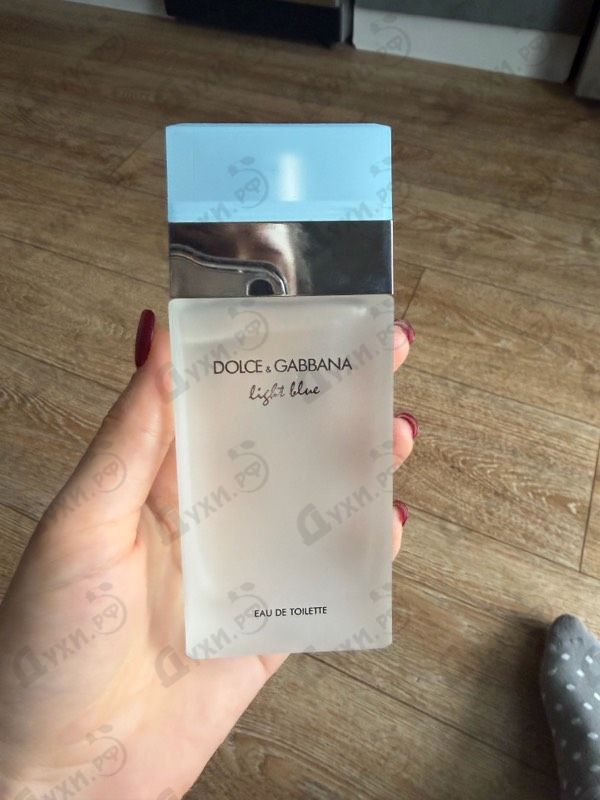 DOLCE & GABBANA
light blue
EAU DE TOILETTE
Духи.рф